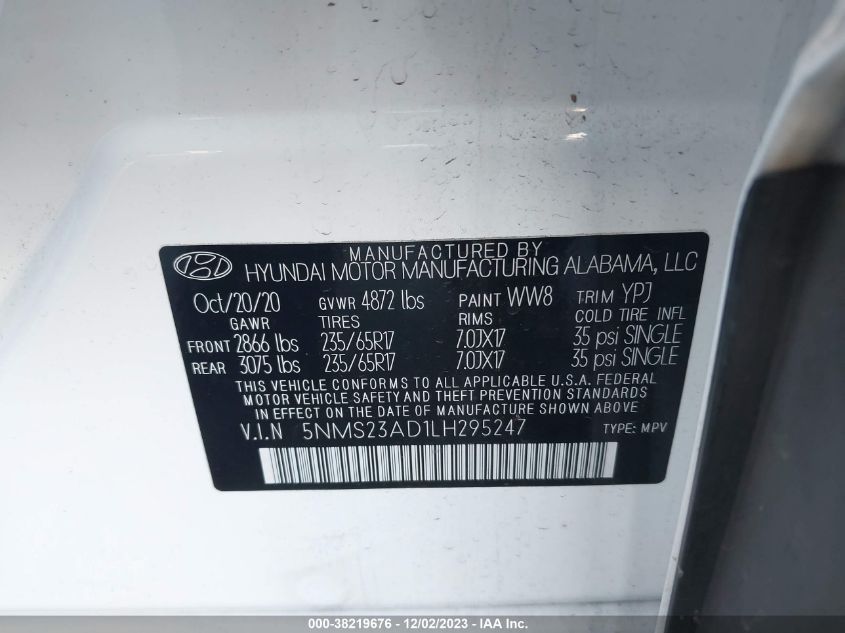 MANUFACTURED BY
HYUNDAI MOTOR MANUFACTURING ALABAMA, LLC
Oct/20/20 GVWR 4872 lbs PAINT WW8 TRIM YPJ
GAWR TIRES RIMS COLD TIRE INFL
FRONT 2866 lbs 235/65R17 7.0JX17 35 psi SINGLE
REAR 3075 lbs 235/65R17 7.0JX17 35 psi SINGLE
THIS VEHICLE CONFORMS TO ALL APPLICABLE U.S.A. FEDERAL
MOTOR VEHICLE SAFETY AND THEFT PREVENTION STANDARDS
IN EFFECT ON THE DATE OF MANUFACTURE SHOWN ABOVE.
V.I.N 5NMS23AD1LH295247 TYPE: MPV
000-38219676 - 12/02/2023 - IAA Inc.